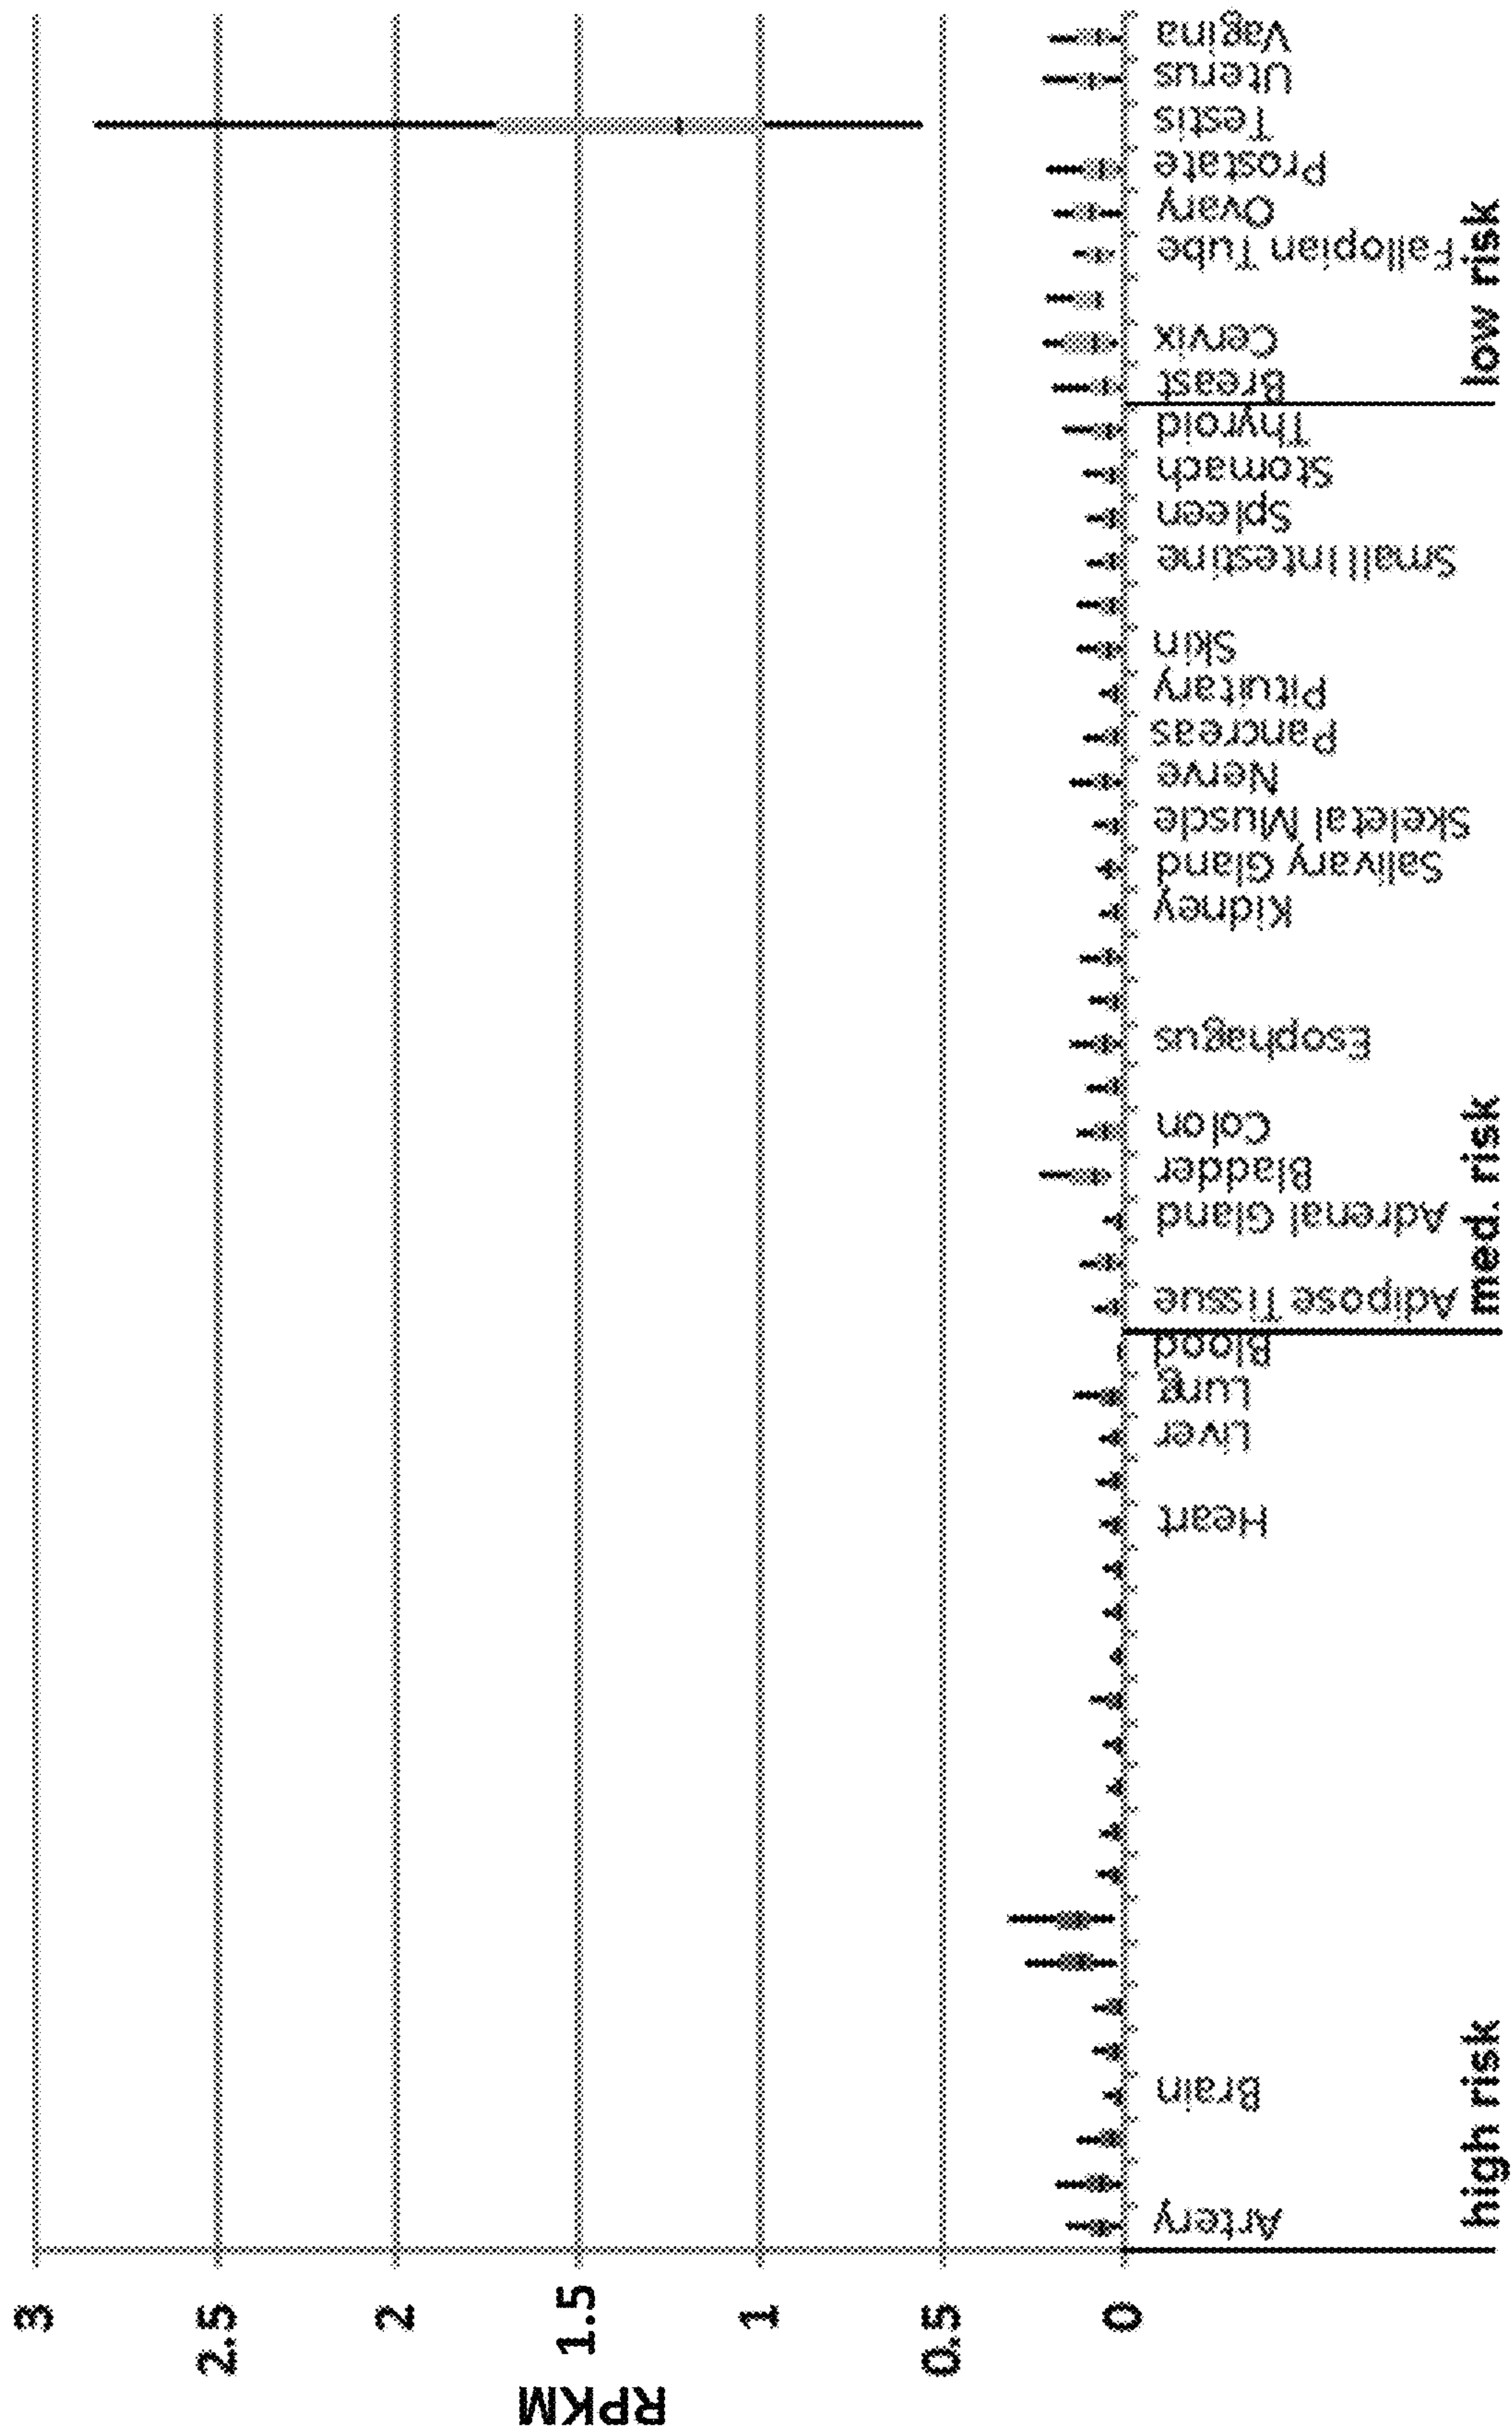 RPKM
3
2.5
2
1.5
1
0.5
0
Artery
Brain
Heart
Liver
Lung
Blood
Adipose Tissue
Adrenal Gland
Bladder
Colon
Esophagus
Kidney
Salivary Gland
Skeletal Muscle
Nerve
Pancreas
Pituitary
Skin
Small Intestine
Spleen
Stomach
Thyroid
Breast
Cervix
Fallopian Tube
Ovary
Prostate
Testis
Uterus
Vagina
high risk
med. risk
low risk